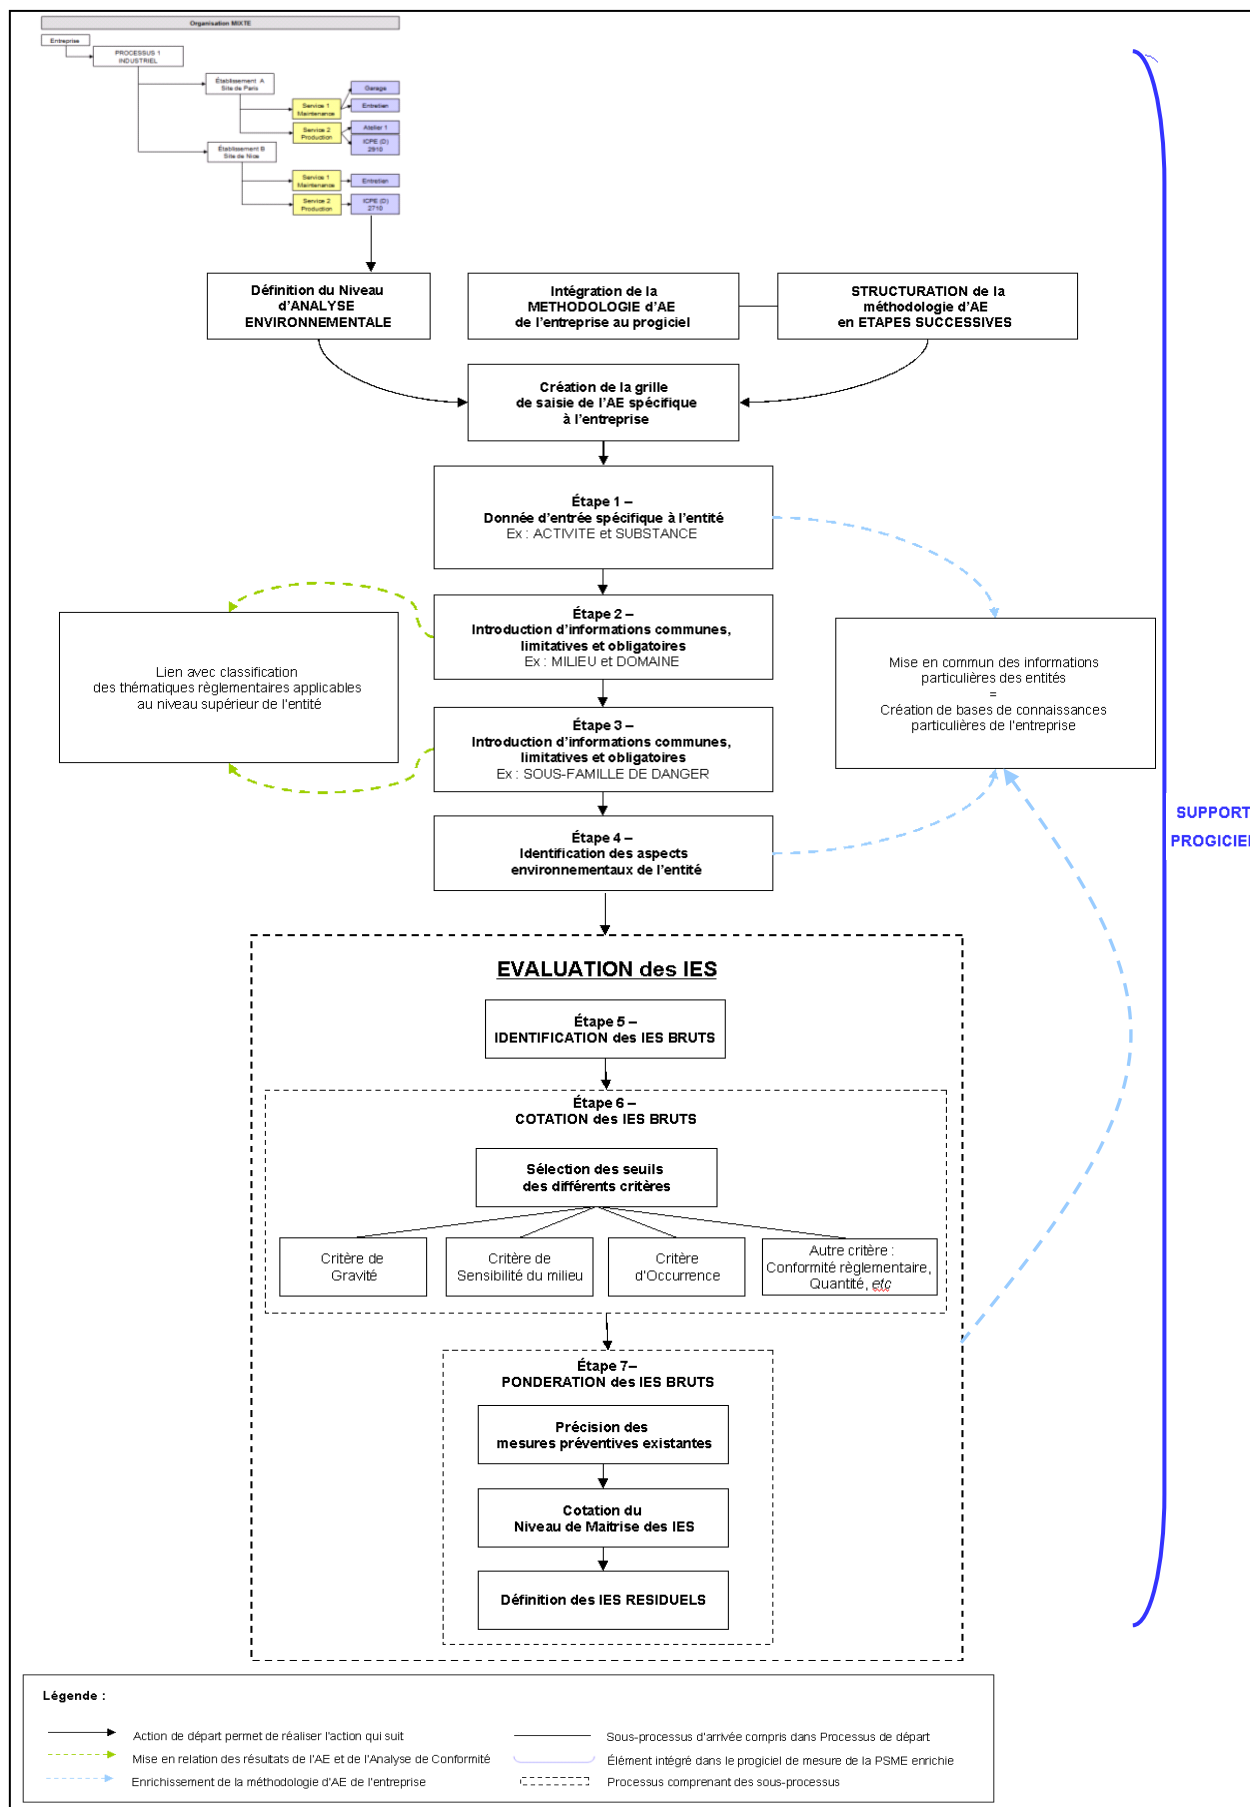 Organisation MIXTE
Entreprise
PROCESSUS 1
INDUSTRIEL
Établissement A
Site de Paris
Garage
Service 1
Maintenance
Entretien
Service 2
Production
Atelier 1
ICPE (D)
2910
Établissement B
Site de Nice
Service 1
Maintenance
Entretien
Service 2
Production
ICPE (D)
2710
Définition du Niveau
d'ANALYSE
ENVIRONNEMENTALE
Intégration de la
METHODOLOGIE d'AE
de l'entreprise au progiciel
STRUCTURATION de la
méthodologie d'AE
en ETAPES SUCCESSIVES
Création de la grille
de saisie de l'AE spécifique
à l'entreprise
Étape 1 –
Donnée d'entrée spécifique à l'entité
Ex : ACTIVITE et SUBSTANCE
Étape 2 –
Introduction d'informations communes,
limitatives et obligatoires
Ex : MILIEU et DOMAINE
Lien avec classification
des thématiques règlementaires applicables
au niveau supérieur de l'entité
Mise en commun des informations
particulières des entités
=
Création de bases de connaissances
particulières de l'entreprise
Étape 3 –
Introduction d'informations communes,
limitatives et obligatoires
Ex : SOUS-FAMILLE DE DANGER
SUPPORT
PROGICIEL
Étape 4 –
Identification des aspects
environnementaux de l'entité
EVALUATION des IES
Étape 5 –
IDENTIFICATION des IES BRUTS
Étape 6 –
COTATION des IES BRUTS
Sélection des seuils
des différents critères
Critère de
Gravité
Critère de
Sensibilité du milieu
Critère
d'Occurrence
Autre critère :
Conformité règlementaire,
Quantité, etc
Étape 7–
PONDERATION des IES BRUTS
Précision des
mesures préventives existantes
Cotation du
Niveau de Maitrise des IES
Définition des IES RESIDUELS
Légende :
Action de départ permet de réaliser l'action qui suit
Mise en relation des résultats de l'AE et de l'Analyse de Conformité
Enrichissement de la méthodologie d'AE de l'entreprise
Sous-processus d'arrivée compris dans Processus de départ
Élément intégré dans le progiciel de mesure de la PSME enrichie
Processus comprenant des sous-processus